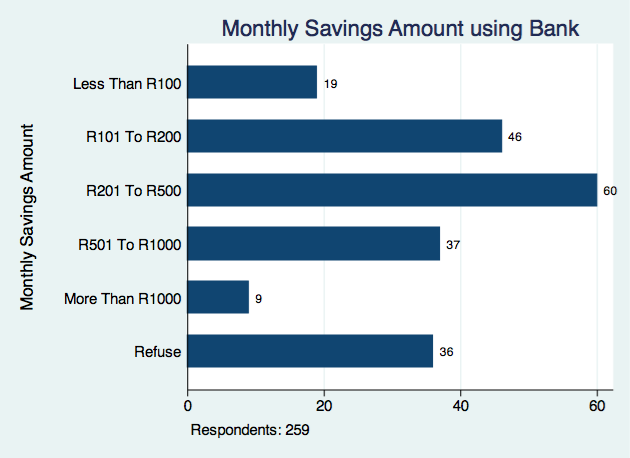 Monthly Savings Amount using Bank
Monthly Savings Amount
Less Than R100 19
R101 To R200 46
R201 To R500 60
R501 To R1000 37
More Than R1000 9
Refuse 36
0 20 40 60
Respondents: 259